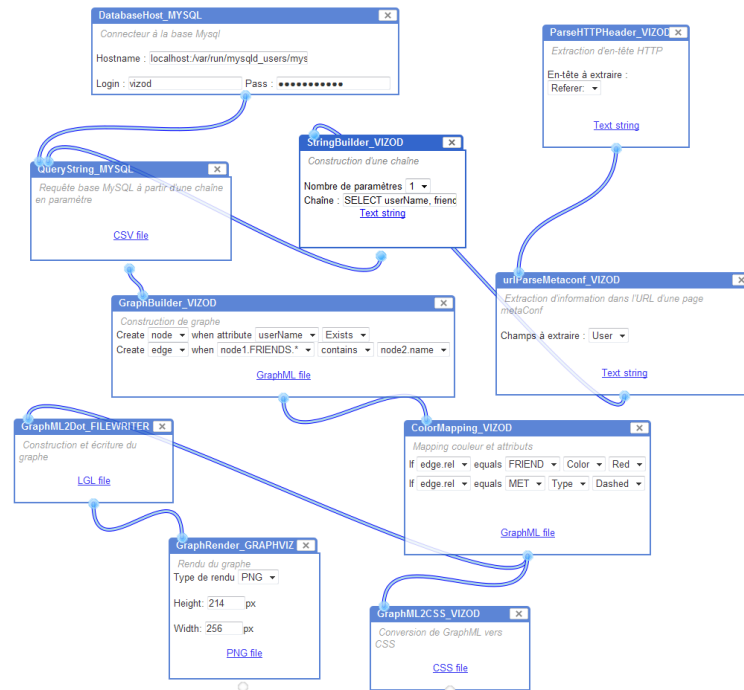 DatabaseHost_MYSQL
Connecteur à la base Mysql
Hostname : localhost:/var/run/mysqld_users/mys
Login : vizod Pass : ●●●●●●●●●●●
ParseHTTPHeader_VIZOD
Extraction d'en-tête HTTP
En-tête à extraire :
Referer:
Text string
StringBuilder_VIZOD
Construction d'une chaîne
Nombre de paramètres 1
Chaîne : SELECT userName, friend
Text string
QueryString_MYSQL
Requête base MySQL à partir d'une chaîne
en paramètre
CSV file
urlParseMetaconf_VIZOD
Extraction d'information dans l'URL d'une page
metaConf
Champs à extraire : User
Text string
GraphBuilder_VIZOD
Construction de graphe
Create node when attribute userName Exists
Create edge when node1.FRIENDS.* contains node2.name
GraphML file
GraphML2Dot_FILEWRITER
Construction et écriture du
graphe
LGL file
ColorMapping_VIZOD
Mapping couleur et attributs
If edge.rel equals FRIEND Color Red
If edge.rel equals MET Type Dashed
GraphML file
GraphRender_GRAPHVIZ
Rendu du graphe
Type de rendu PNG
Height: 214 px
Width: 256 px
PNG file
GraphML2CSS_VIZOD
Conversion de GraphML vers
CSS
CSS file